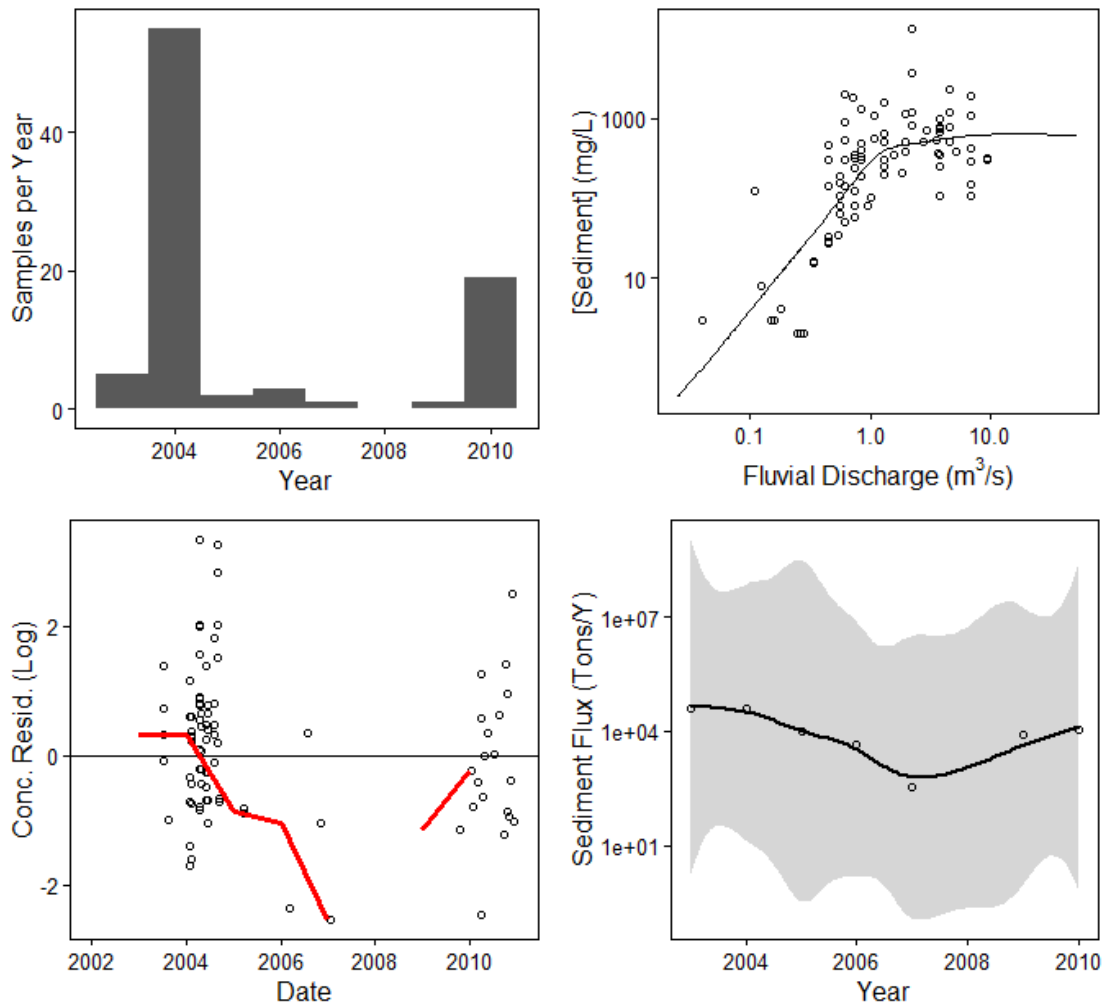 Samples per Year
40
20
0
2004 2006 2008 2010
Year
[Sediment] (mg/L)
1000
10
0.1 1.0 10.0
Fluvial Discharge (m³/s)
Conc. Resid. (Log)
2
0
-2
2002 2004 2006 2008 2010
Date
Sediment Flux (Tons/Y)
1e+07
1e+04
1e+01
2004 2006 2008 2010
Year